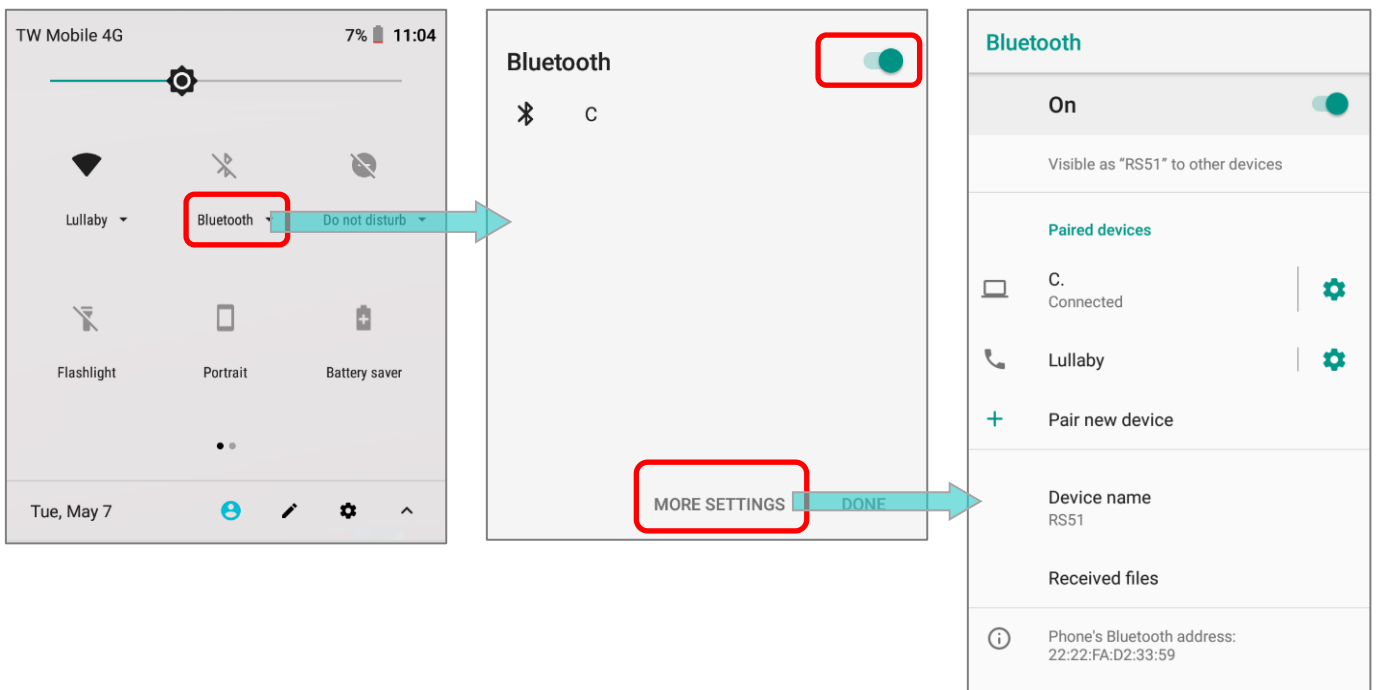 TW Mobile 4G 7% 11:04
Lullaby Bluetooth Do not disturb
Flashlight Portrait Battery saver
Tue, May 7
Bluetooth
C
MORE SETTINGS DONE
Bluetooth
On
Visible as “RS51” to other devices
Paired devices
C.
Connected
Lullaby
Pair new device
Device name
RS51
Received files
Phone's Bluetooth address:
22:22:FA:D2:33:59